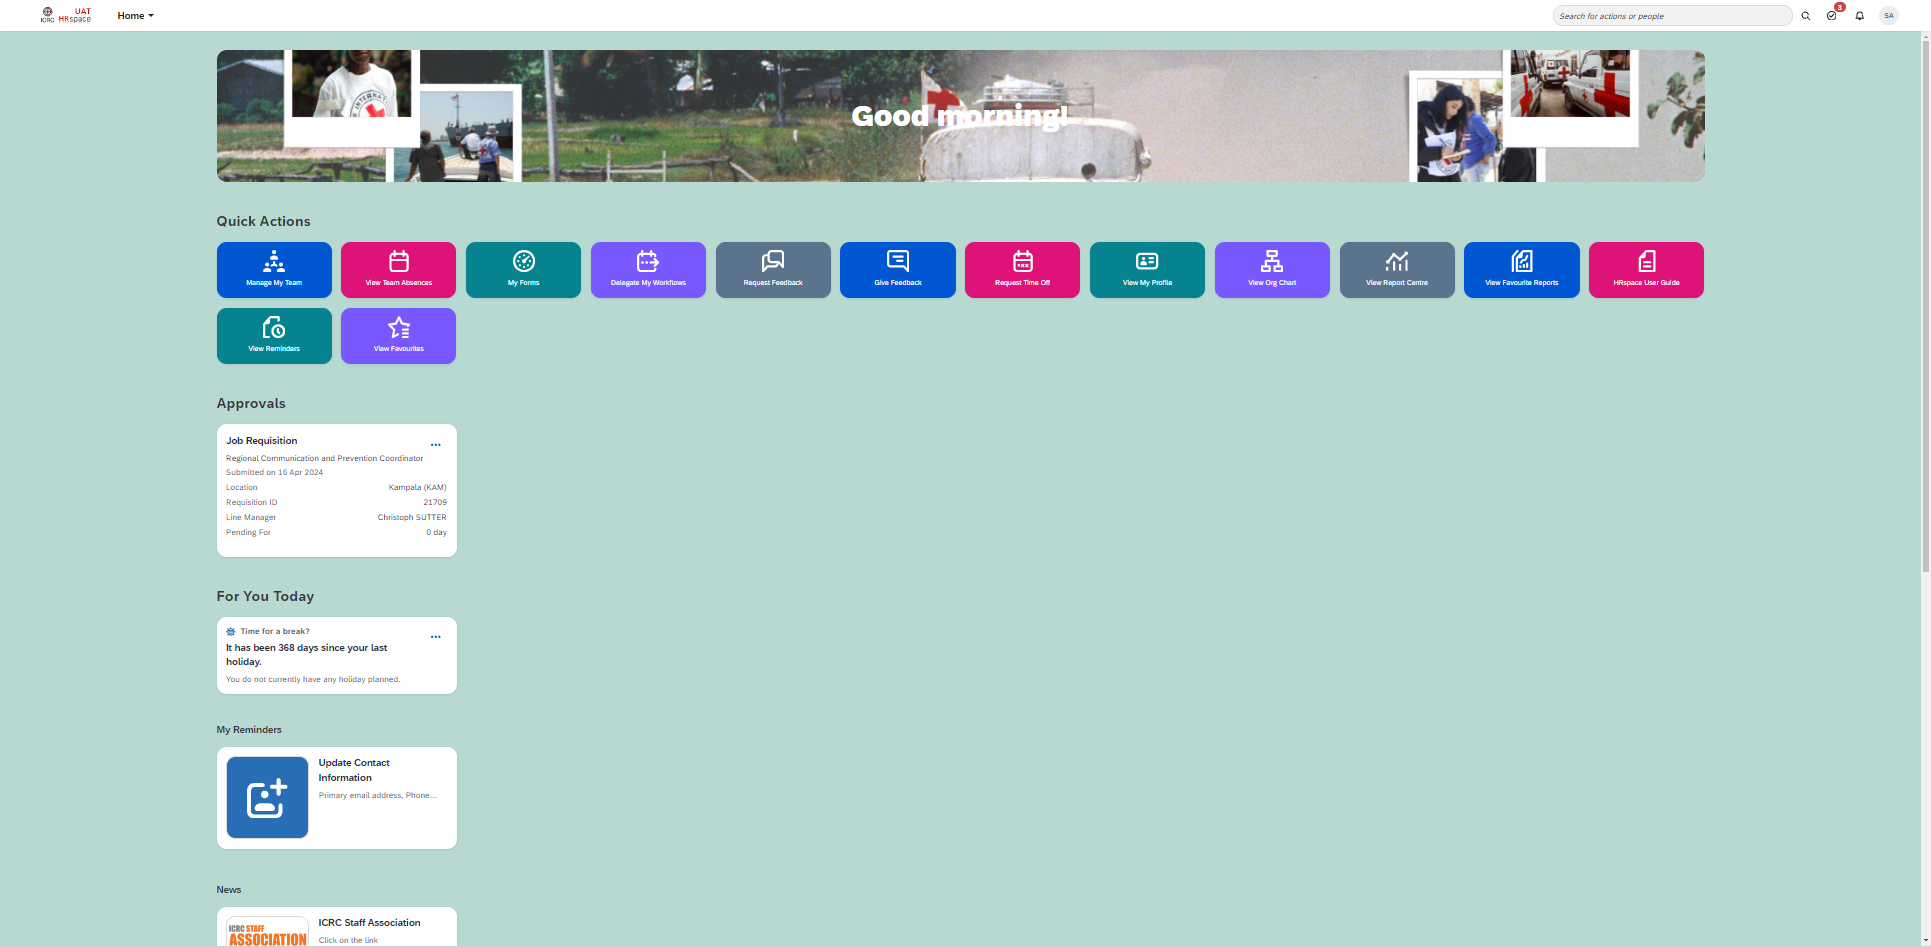 ICRC
UAT
HRspace
Home
Search for actions or people
3
SA
INTERNAT
Good morning!
Quick Actions
Manage My Team
View Team Absences
My Forms
Delegate My Workflows
Request Feedback
Give Feedback
Request Time Off
View My Profile
View Org Chart
View Report Centre
View Favourite Reports
HRspace User Guide
View Reminders
View Favourites
Approvals
Job Requisition
Regional Communication and Prevention Coordinator
Submitted on 16 Apr 2024
Location Kampala (KAM)
Requisition ID 21709
Line Manager Christoph SUTTER
Pending For 0 day
For You Today
Time for a break?
It has been 368 days since your last
holiday.
You do not currently have any holiday planned.
My Reminders
Update Contact
Information
Primary email address, Phone...
News
ICRC STAFF
ASSOCIATION
ICRC Staff Association
Click on the link